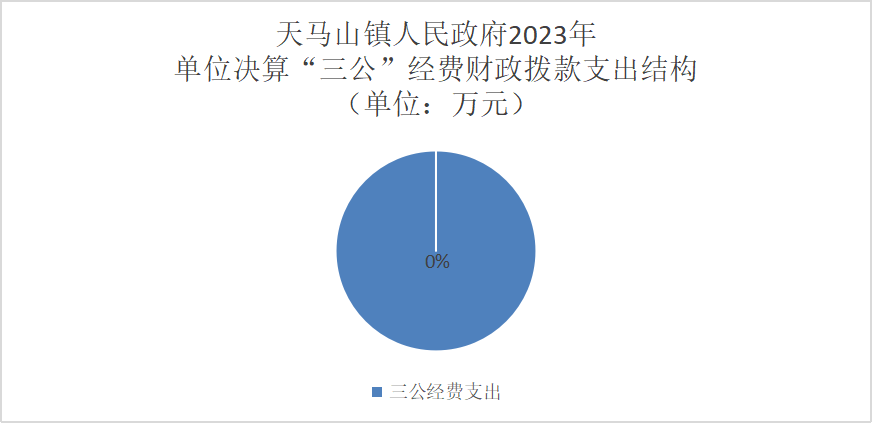 天马山镇人民政府2023年
单位决算“三公”经费财政拨款支出结构
（单位：万元）
0%
三公经费支出